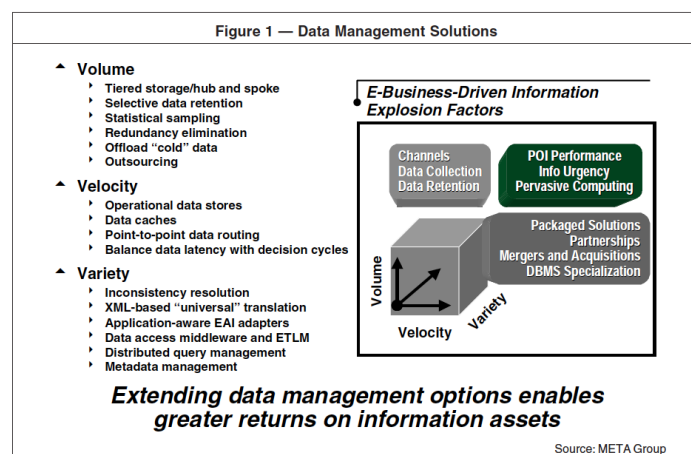 Figure 1 — Data Management Solutions
Volume
Tiered storage/hub and spoke
Selective data retention
Statistical sampling
Redundancy elimination
Offload “cold” data
Outsourcing
Velocity
Operational data stores
Data caches
Point-to-point data routing
Balance data latency with decision cycles
Variety
Inconsistency resolution
XML-based “universal” translation
Application-aware EAI adapters
Data access middleware and ETLM
Distributed query management
Metadata management
E-Business-Driven Information
Explosion Factors
Channels
Data Collection
Data Retention
POI Performance
Info Urgency
Pervasive Computing
Packaged Solutions
Partnerships
Mergers and Acquisitions
DBMS Specialization
Volume
Velocity
Variety
Extending data management options enables
greater returns on information assets
Source: META Group